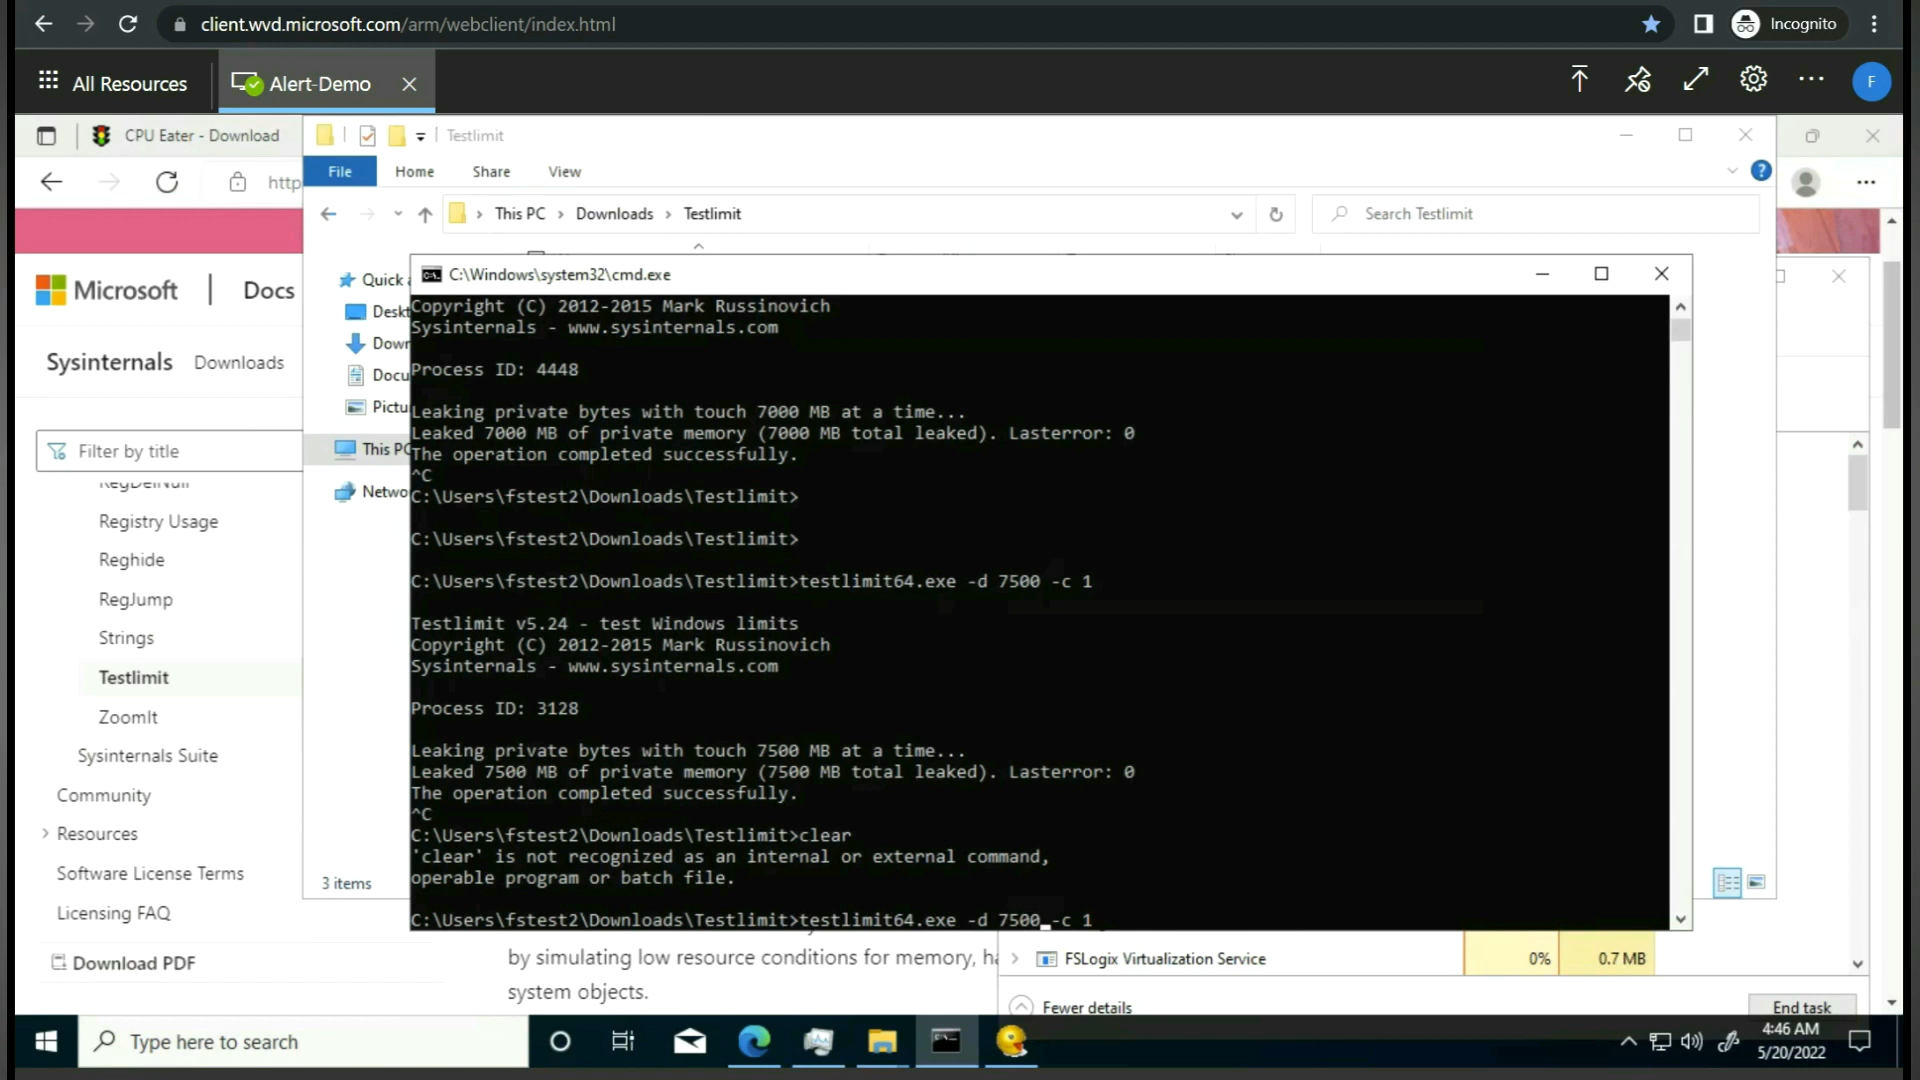 client.wvd.microsoft.com/arm/webclient/index.html
Incognito
All Resources
Alert-Demo
F
CPU Eater - Download
Testlimit
File
Home
Share
View
http
This PC
Downloads
Testlimit
Search Testlimit
Microsoft
Docs
Sysinternals
Downloads
Filter by title
RegDelNull
Registry Usage
Reghide
RegJump
Strings
Testlimit
ZoomIt
Sysinternals Suite
Community
Resources
Software License Terms
Licensing FAQ
Download PDF
Quick a
Deskt
Down
Docu
Pictu
This PC
Netwo
3 items
C:\Windows\system32\cmd.exe
Copyright (C) 2012-2015 Mark Russinovich
Sysinternals - www.sysinternals.com
Process ID: 4448
Leaking private bytes with touch 7000 MB at a time...
Leaked 7000 MB of private memory (7000 MB total leaked). Lasterror: 0
The operation completed successfully.
^C
C:\Users\fstest2\Downloads\Testlimit>
C:\Users\fstest2\Downloads\Testlimit>
C:\Users\fstest2\Downloads\Testlimit>testlimit64.exe -d 7500 -c 1
Testlimit v5.24 - test Windows limits
Copyright (C) 2012-2015 Mark Russinovich
Sysinternals - www.sysinternals.com
Process ID: 3128
Leaking private bytes with touch 7500 MB at a time...
Leaked 7500 MB of private memory (7500 MB total leaked). Lasterror: 0
The operation completed successfully.
^C
C:\Users\fstest2\Downloads\Testlimit>clear
'clear' is not recognized as an internal or external command,
operable program or batch file.
C:\Users\fstest2\Downloads\Testlimit>testlimit64.exe -d 7500 -c 1
by simulating low resource conditions for memory, ha
system objects.
FSLogix Virtualization Service
0%
0.7 MB
Fewer details
End task
Type here to search
4:46 AM
5/20/2022